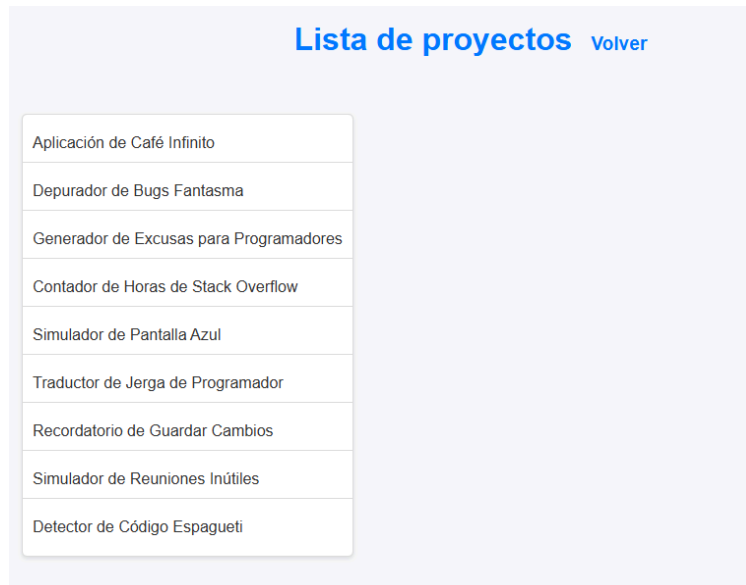 Lista de proyectos Volver
Aplicación de Café Infinito
Depurador de Bugs Fantasma
Generador de Excusas para Programadores
Contador de Horas de Stack Overflow
Simulador de Pantalla Azul
Traductor de Jerga de Programador
Recordatorio de Guardar Cambios
Simulador de Reuniones Inútiles
Detector de Código Espagueti